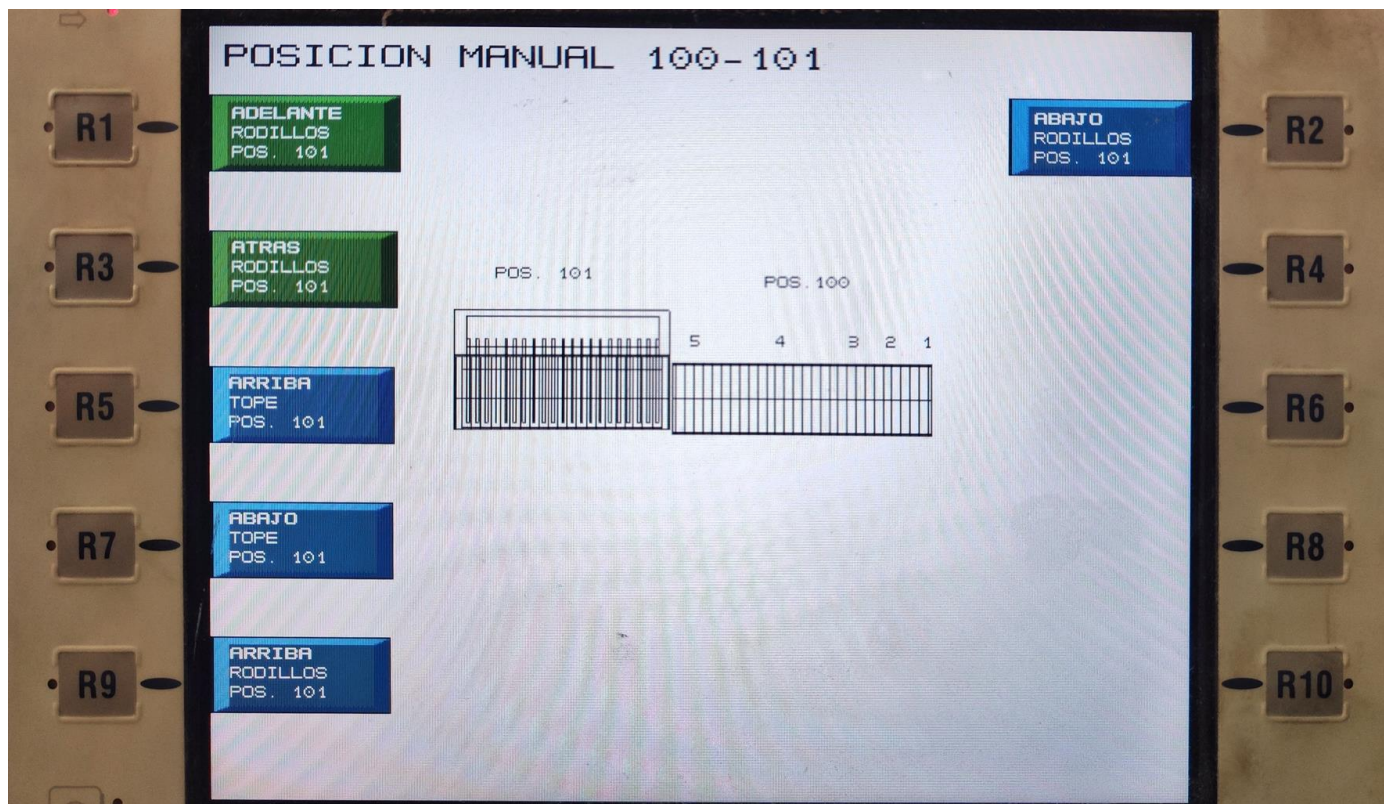 POSICION MANUAL 100-101
R1
ADELANTE
RODILLOS
POS. 101
ABAJO
RODILLOS
POS. 101
R2
R3
ATRAS
RODILLOS
POS. 101
R4
POS. 101
POS.100
5 4 3 2 1
R5
ARRIBA
TOPE
POS. 101
R6
R7
ABAJO
TOPE
POS. 101
R8
R9
ARRIBA
RODILLOS
POS. 101
R10